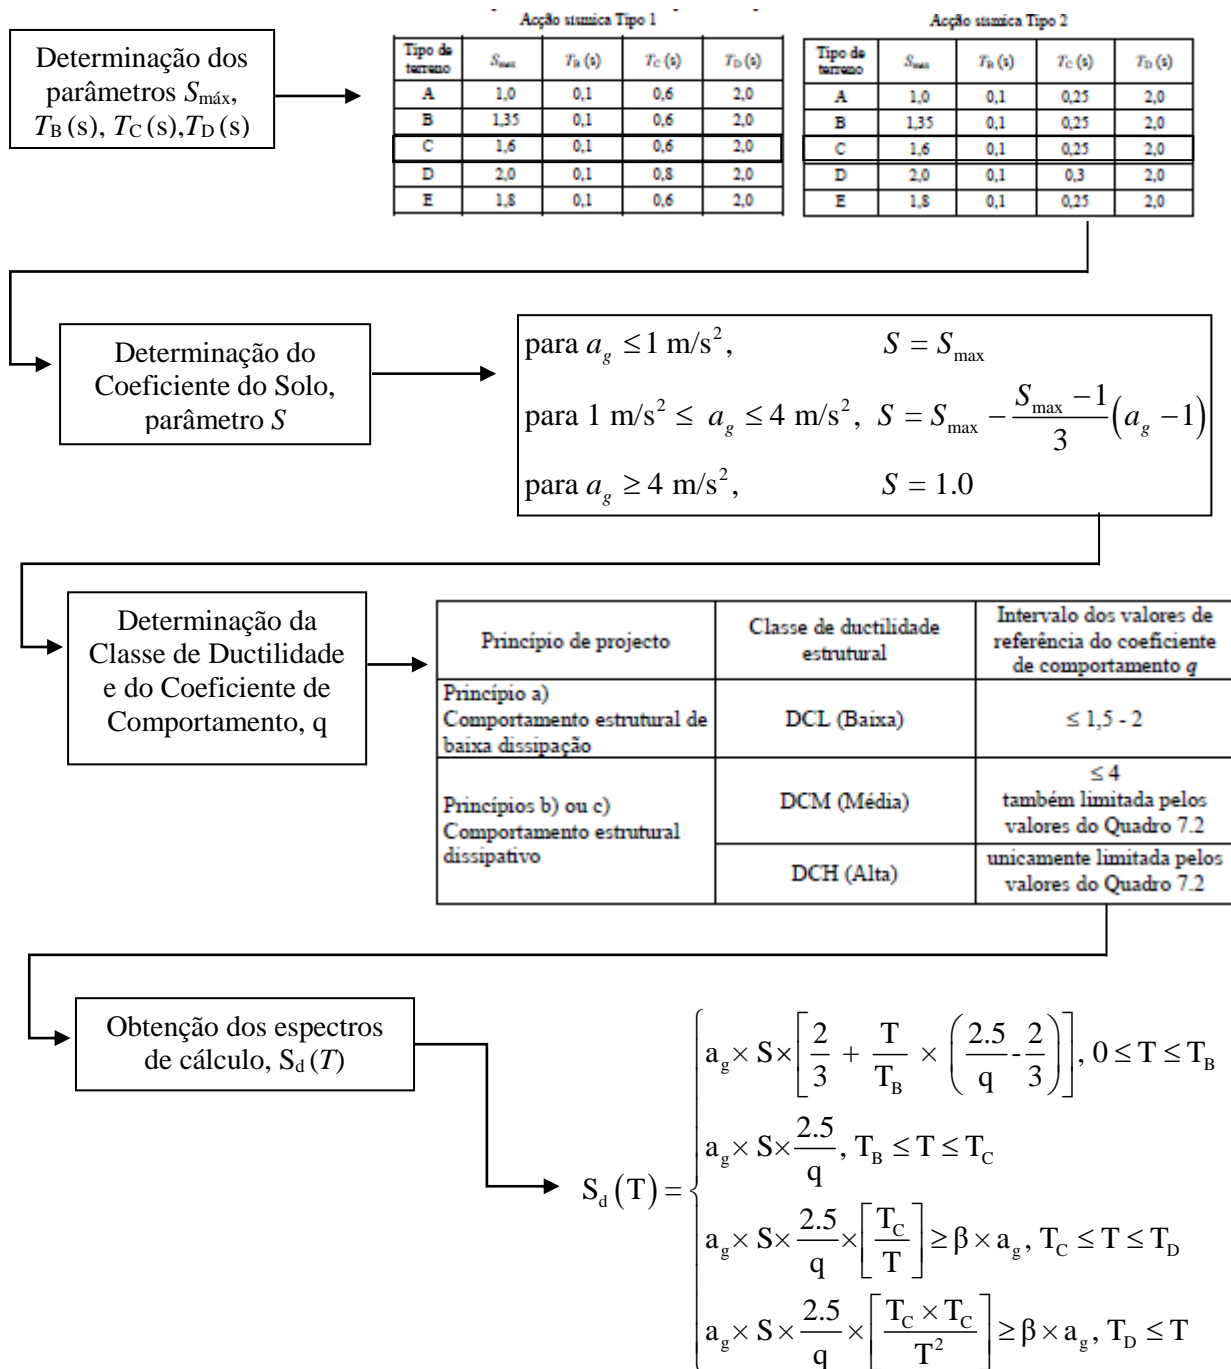 Acção sísmica Tipo 1
Acção sísmica Tipo 2
Determinação dos
parâmetros Smáx,
TB (s), TC (s),TD (s)
Tipo de terreno Smax TB (s) TC (s) TD (s)
A 1,0 0,1 0,6 2,0
B 1,35 0,1 0,6 2,0
C 1,6 0,1 0,6 2,0
D 2,0 0,1 0,8 2,0
E 1,8 0,1 0,6 2,0
Tipo de terreno Smax TB (s) TC (s) TD (s)
A 1,0 0,1 0,25 2,0
B 1,35 0,1 0,25 2,0
C 1,6 0,1 0,25 2,0
D 2,0 0,1 0,3 2,0
E 1,8 0,1 0,25 2,0
Determinação do
Coeficiente do Solo,
parâmetro S
para a_g ≤ 1 m/s², S = S_max
para 1 m/s² ≤ a_g ≤ 4 m/s², S = S_max − (S_max − 1)/3 (a_g − 1)
para a_g ≥ 4 m/s², S = 1.0
Determinação da
Classe de Ductilidade
e do Coeficiente de
Comportamento, q
Princípio de projecto
Classe de ductilidade
estrutural
Intervalo dos valores de
referência do coeficiente
de comportamento q
Princípio a)
Comportamento estrutural de
baixa dissipação
DCL (Baixa)
≤ 1,5 - 2
Princípios b) ou c)
Comportamento estrutural
dissipativo
DCM (Média)
≤ 4
também limitada pelos
valores do Quadro 7.2
DCH (Alta)
unicamente limitada pelos
valores do Quadro 7.2
Obtenção dos espectros
de cálculo, Sd (T)
S_d (T) =
a_g × S × [2/3 + T/T_B × (2.5/q - 2/3)], 0 ≤ T ≤ T_B
a_g × S × 2.5/q, T_B ≤ T ≤ T_C
a_g × S × 2.5/q × [T_C/T] ≥ β × a_g, T_C ≤ T ≤ T_D
a_g × S × 2.5/q × [T_C × T_C/T²] ≥ β × a_g, T_D ≤ T